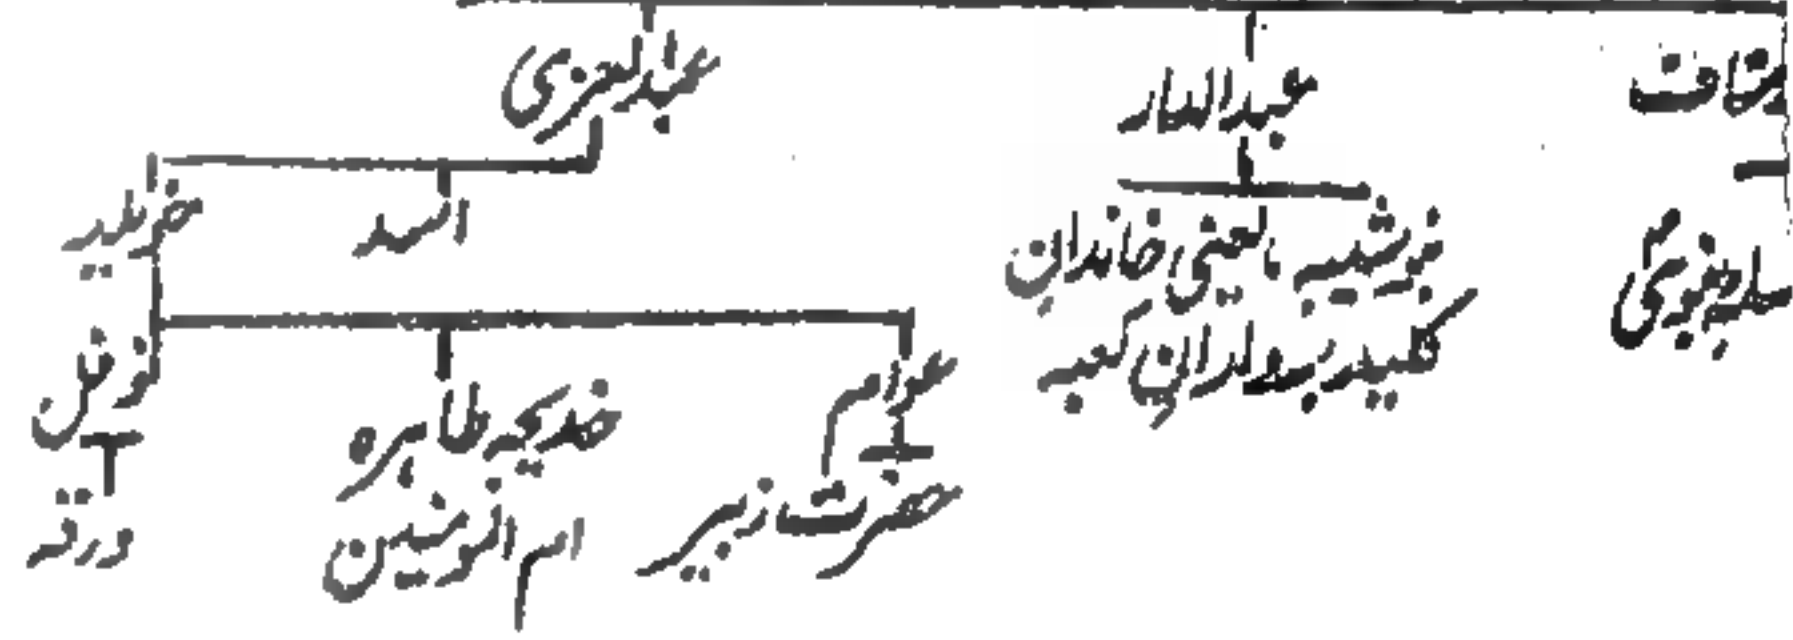 عبدالعزی
عبدالدار
اسد
خویلد
بنو شیبہ یعنی خاندان
کلید برداران کعبہ
عوام
خدیجہ طاہرہ
ام المومنین
نوفل
حضرت زبیر
ورقہ